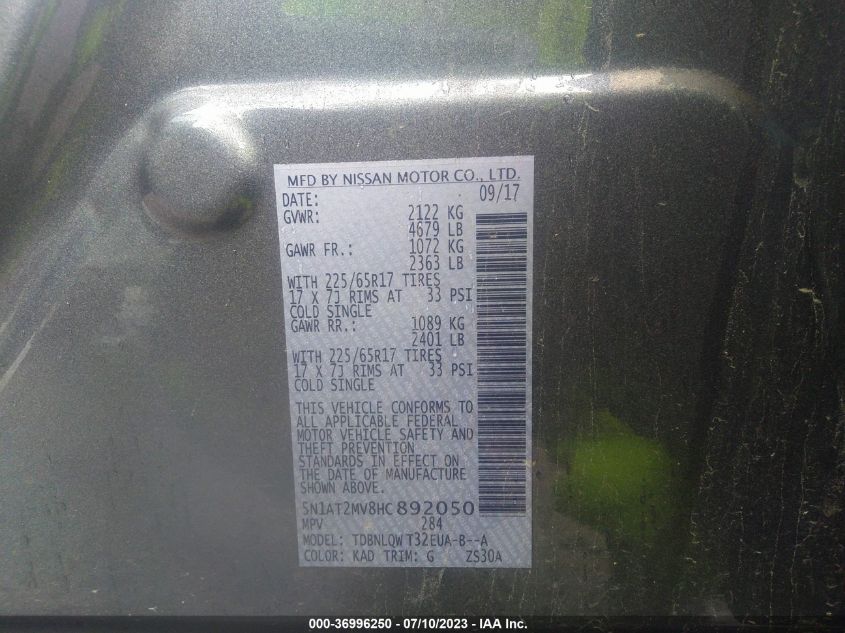 MFD BY NISSAN MOTOR CO., LTD.
DATE: 09/17
GVWR: 2122 KG
4679 LB
GAWR FR.: 1072 KG
2363 LB
WITH 225/65R17 TIRES
17 X 7J RIMS AT 33 PSI
COLD SINGLE
GAWR RR.: 1089 KG
2401 LB
WITH 225/65R17 TIRES
17 X 7J RIMS AT 33 PSI
COLD SINGLE
THIS VEHICLE CONFORMS TO
ALL APPLICABLE FEDERAL
MOTOR VEHICLE SAFETY AND
THEFT PREVENTION
STANDARDS IN EFFECT ON
THE DATE OF MANUFACTURE
SHOWN ABOVE.
5N1AT2MV8HC892050
MPV 284
MODEL: TDBNLQW T32EUA-B--A
COLOR: KAD TRIM: G ZS30A
000-36996250 - 07/10/2023 - IAA Inc.